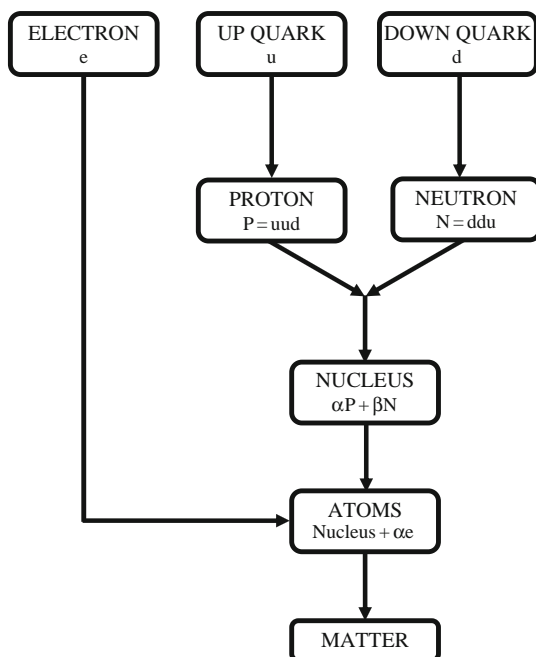 ELECTRON
e
UP QUARK
u
DOWN QUARK
d
PROTON
P = uud
NEUTRON
N = ddu
NUCLEUS
αP + βN
ATOMS
Nucleus + αe
MATTER